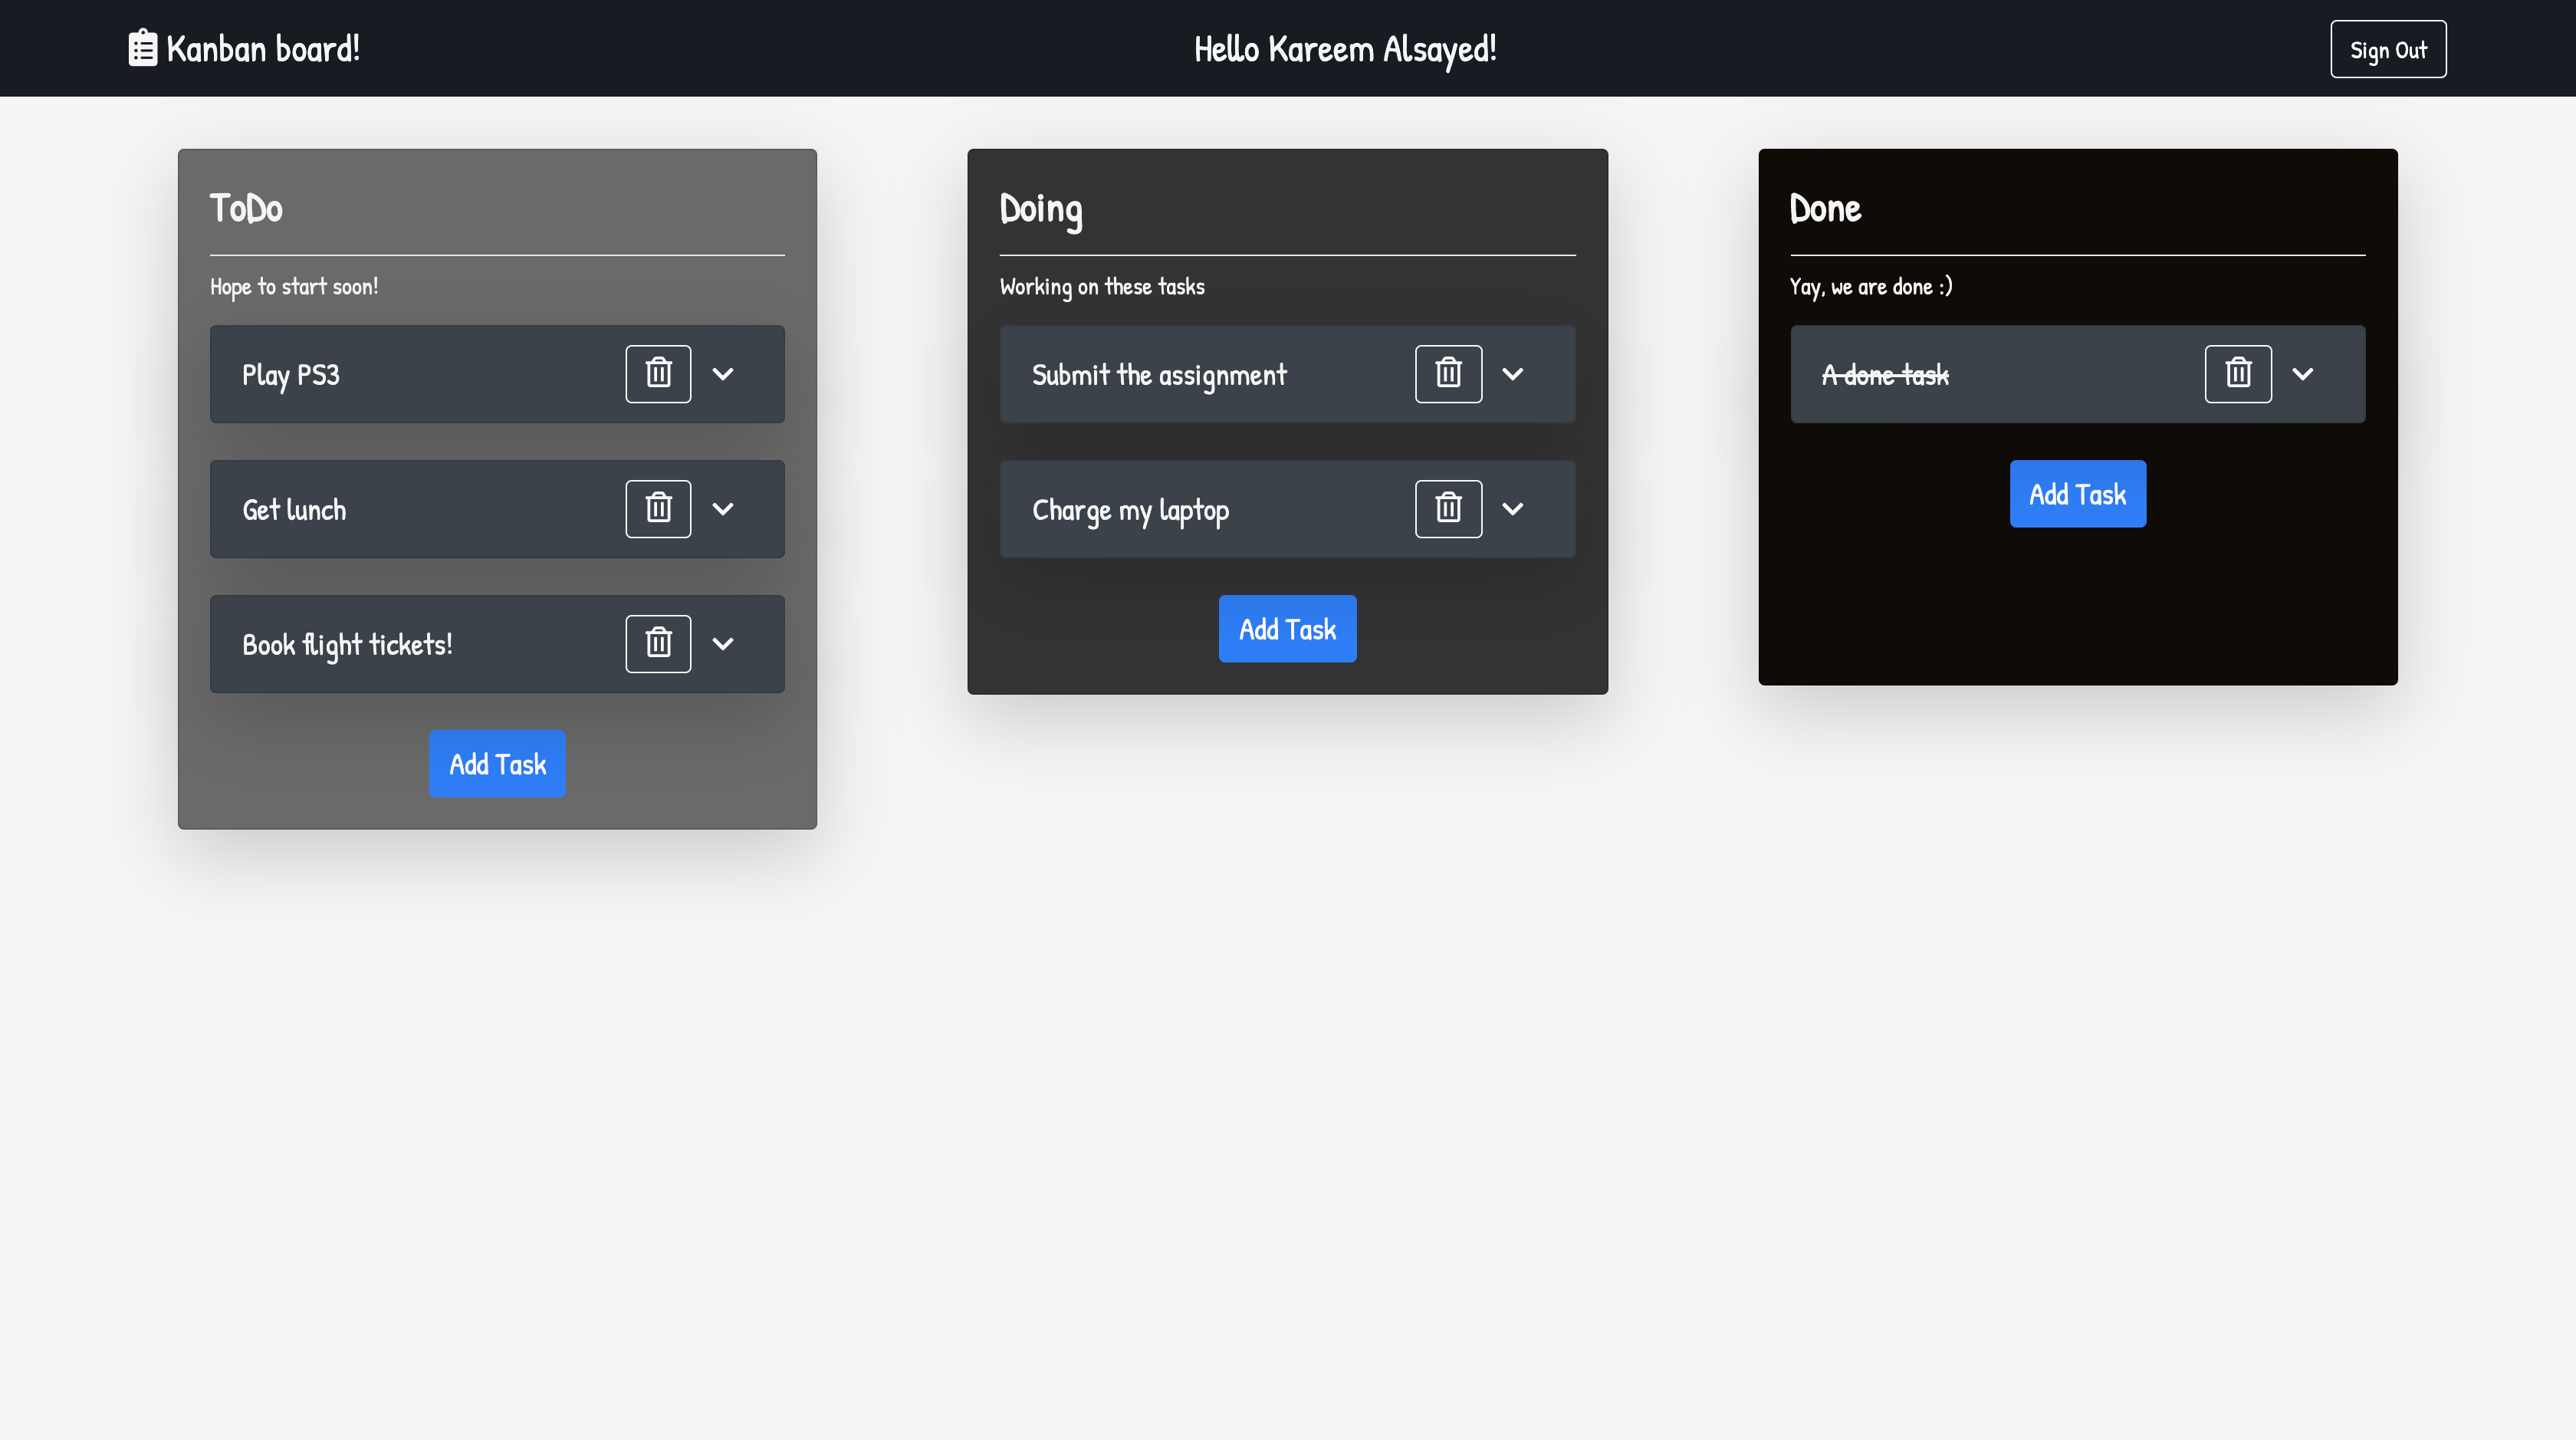 Kanban board!
Hello Kareem Alsayed!
Sign Out
ToDo
Hope to start soon!
Play PS3
Get lunch
Book flight tickets!
Add Task
Doing
Working on these tasks
Submit the assignment
Charge my laptop
Add Task
Done
Yay, we are done :)
A done task
Add Task